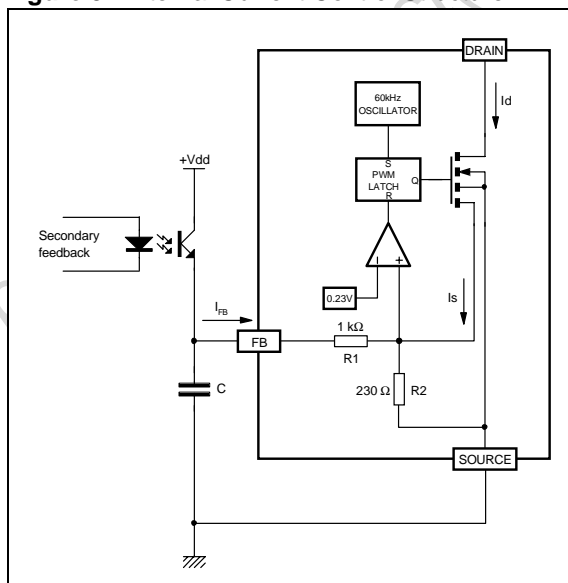 DRAIN
60kHz
OSCILLATOR
Id
+Vdd
S
PWM
LATCH
Q
R
Secondary
feedback
0.23V
- +
Is
I_FB
1 kΩ
FB
R1
C
230 Ω
R2
SOURCE